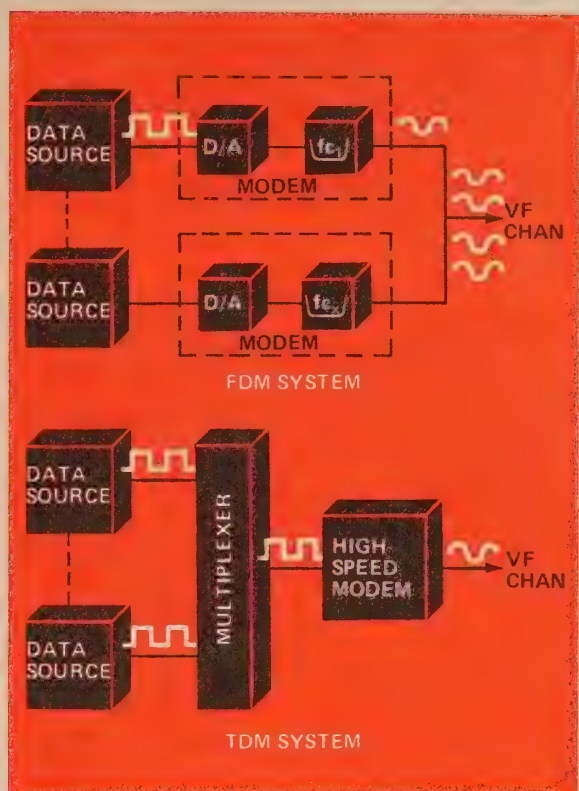 DATA
SOURCE
D/A
fc₁
MODEM
VF
CHAN
DATA
SOURCE
D/A
fcₓ
MODEM
FDM SYSTEM
DATA
SOURCE
MULTIPLEXER
HIGH
SPEED
MODEM
VF
CHAN
DATA
SOURCE
TDM SYSTEM